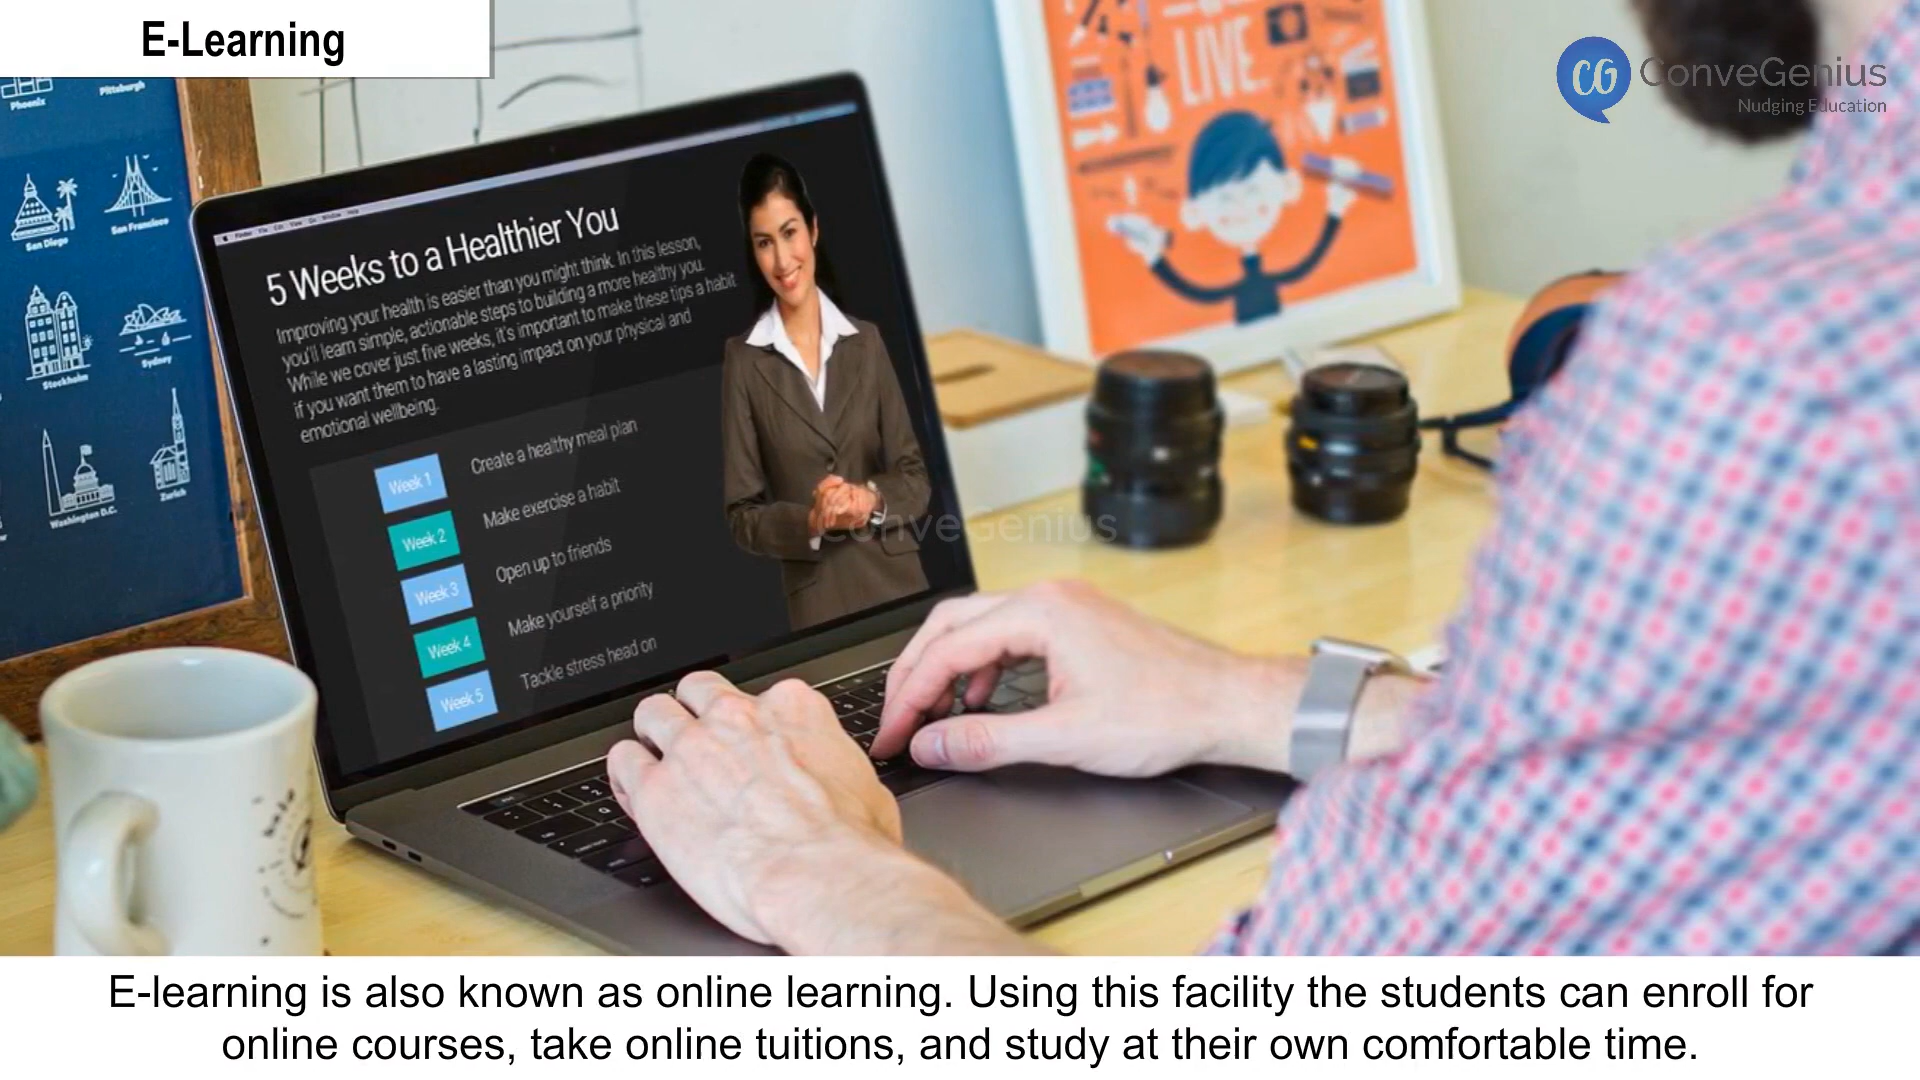 E-Learning
ConveGenius
Nudging Education
Phoenix
Pittsburgh
San Diego
San Francisco
Stockholm
Sydney
Washington D.C.
Zurich
LIVE.
5 Weeks to a Healthier You
Improving your health is easier than you might think. In this lesson,
you'll learn simple, actionable steps to building a more healthy you.
While we cover just five weeks, it's important to make these tips a habit
if you want them to have a lasting impact on your physical and
emotional wellbeing.
Week 1 Create a healthy meal plan
Week 2 Make exercise a habit
Week 3 Open up to friends
Week 4 Make yourself a priority
Week 5 Tackle stress head on
ConveGenius
E-learning is also known as online learning. Using this facility the students can enroll for
online courses, take online tuitions, and study at their own comfortable time.